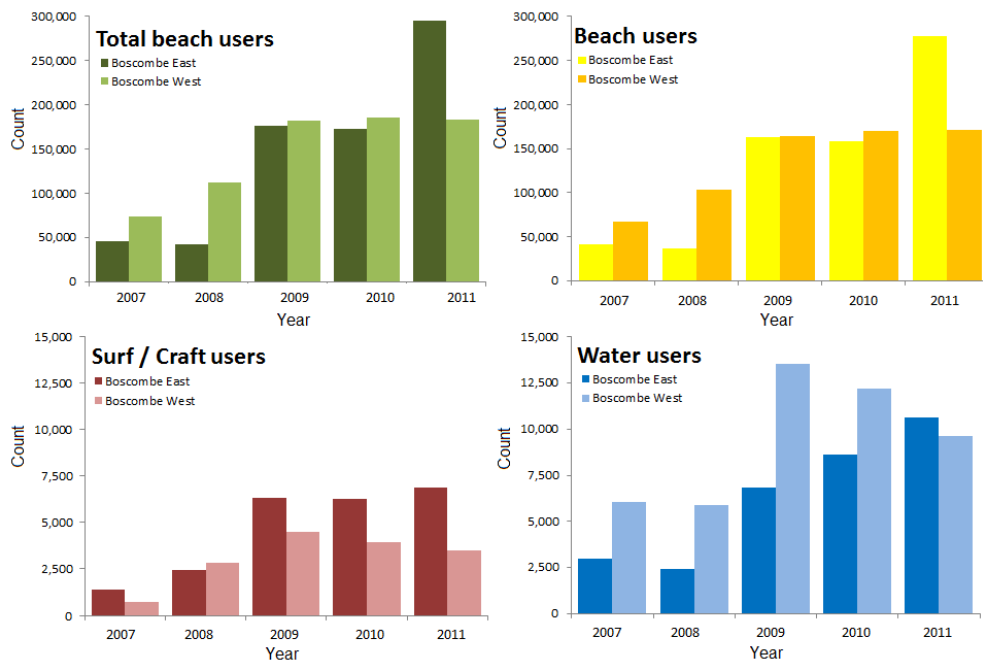 Total beach users
Boscombe East
Boscombe West
300,000
250,000
200,000
150,000
100,000
50,000
0
Count
2007 2008 2009 2010 2011
Year
Beach users
Boscombe East
Boscombe West
300,000
250,000
200,000
150,000
100,000
50,000
0
Count
2007 2008 2009 2010 2011
Year
Surf / Craft users
Boscombe East
Boscombe West
15,000
12,500
10,000
7,500
5,000
2,500
0
Count
2007 2008 2009 2010 2011
Year
Water users
Boscombe East
Boscombe West
15,000
12,500
10,000
7,500
5,000
2,500
0
Count
2007 2008 2009 2010 2011
Year